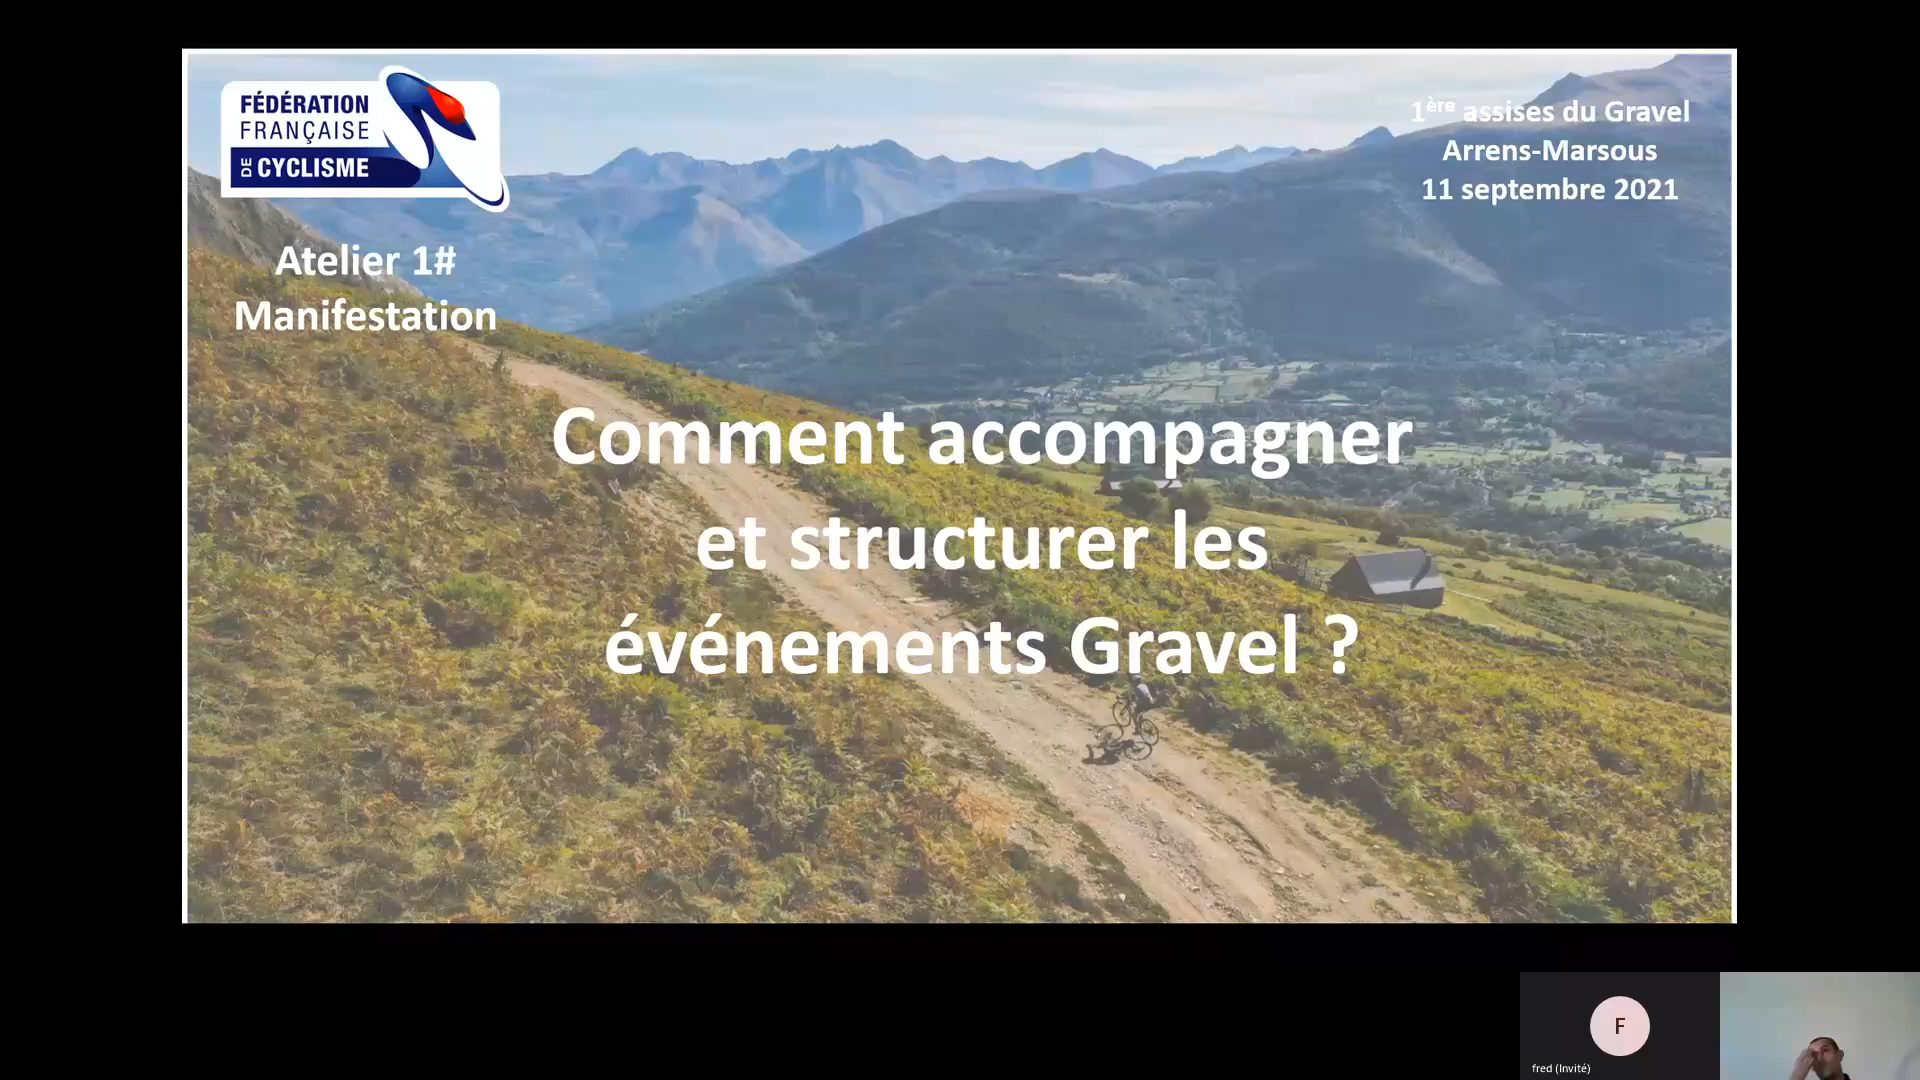 FÉDÉRATION
FRANÇAISE
DE CYCLISME
1ère assises du Gravel
Arrens-Marsous
11 septembre 2021
Atelier 1#
Manifestation
Comment accompagner
et structurer les
événements Gravel ?
F
fred (Invité)